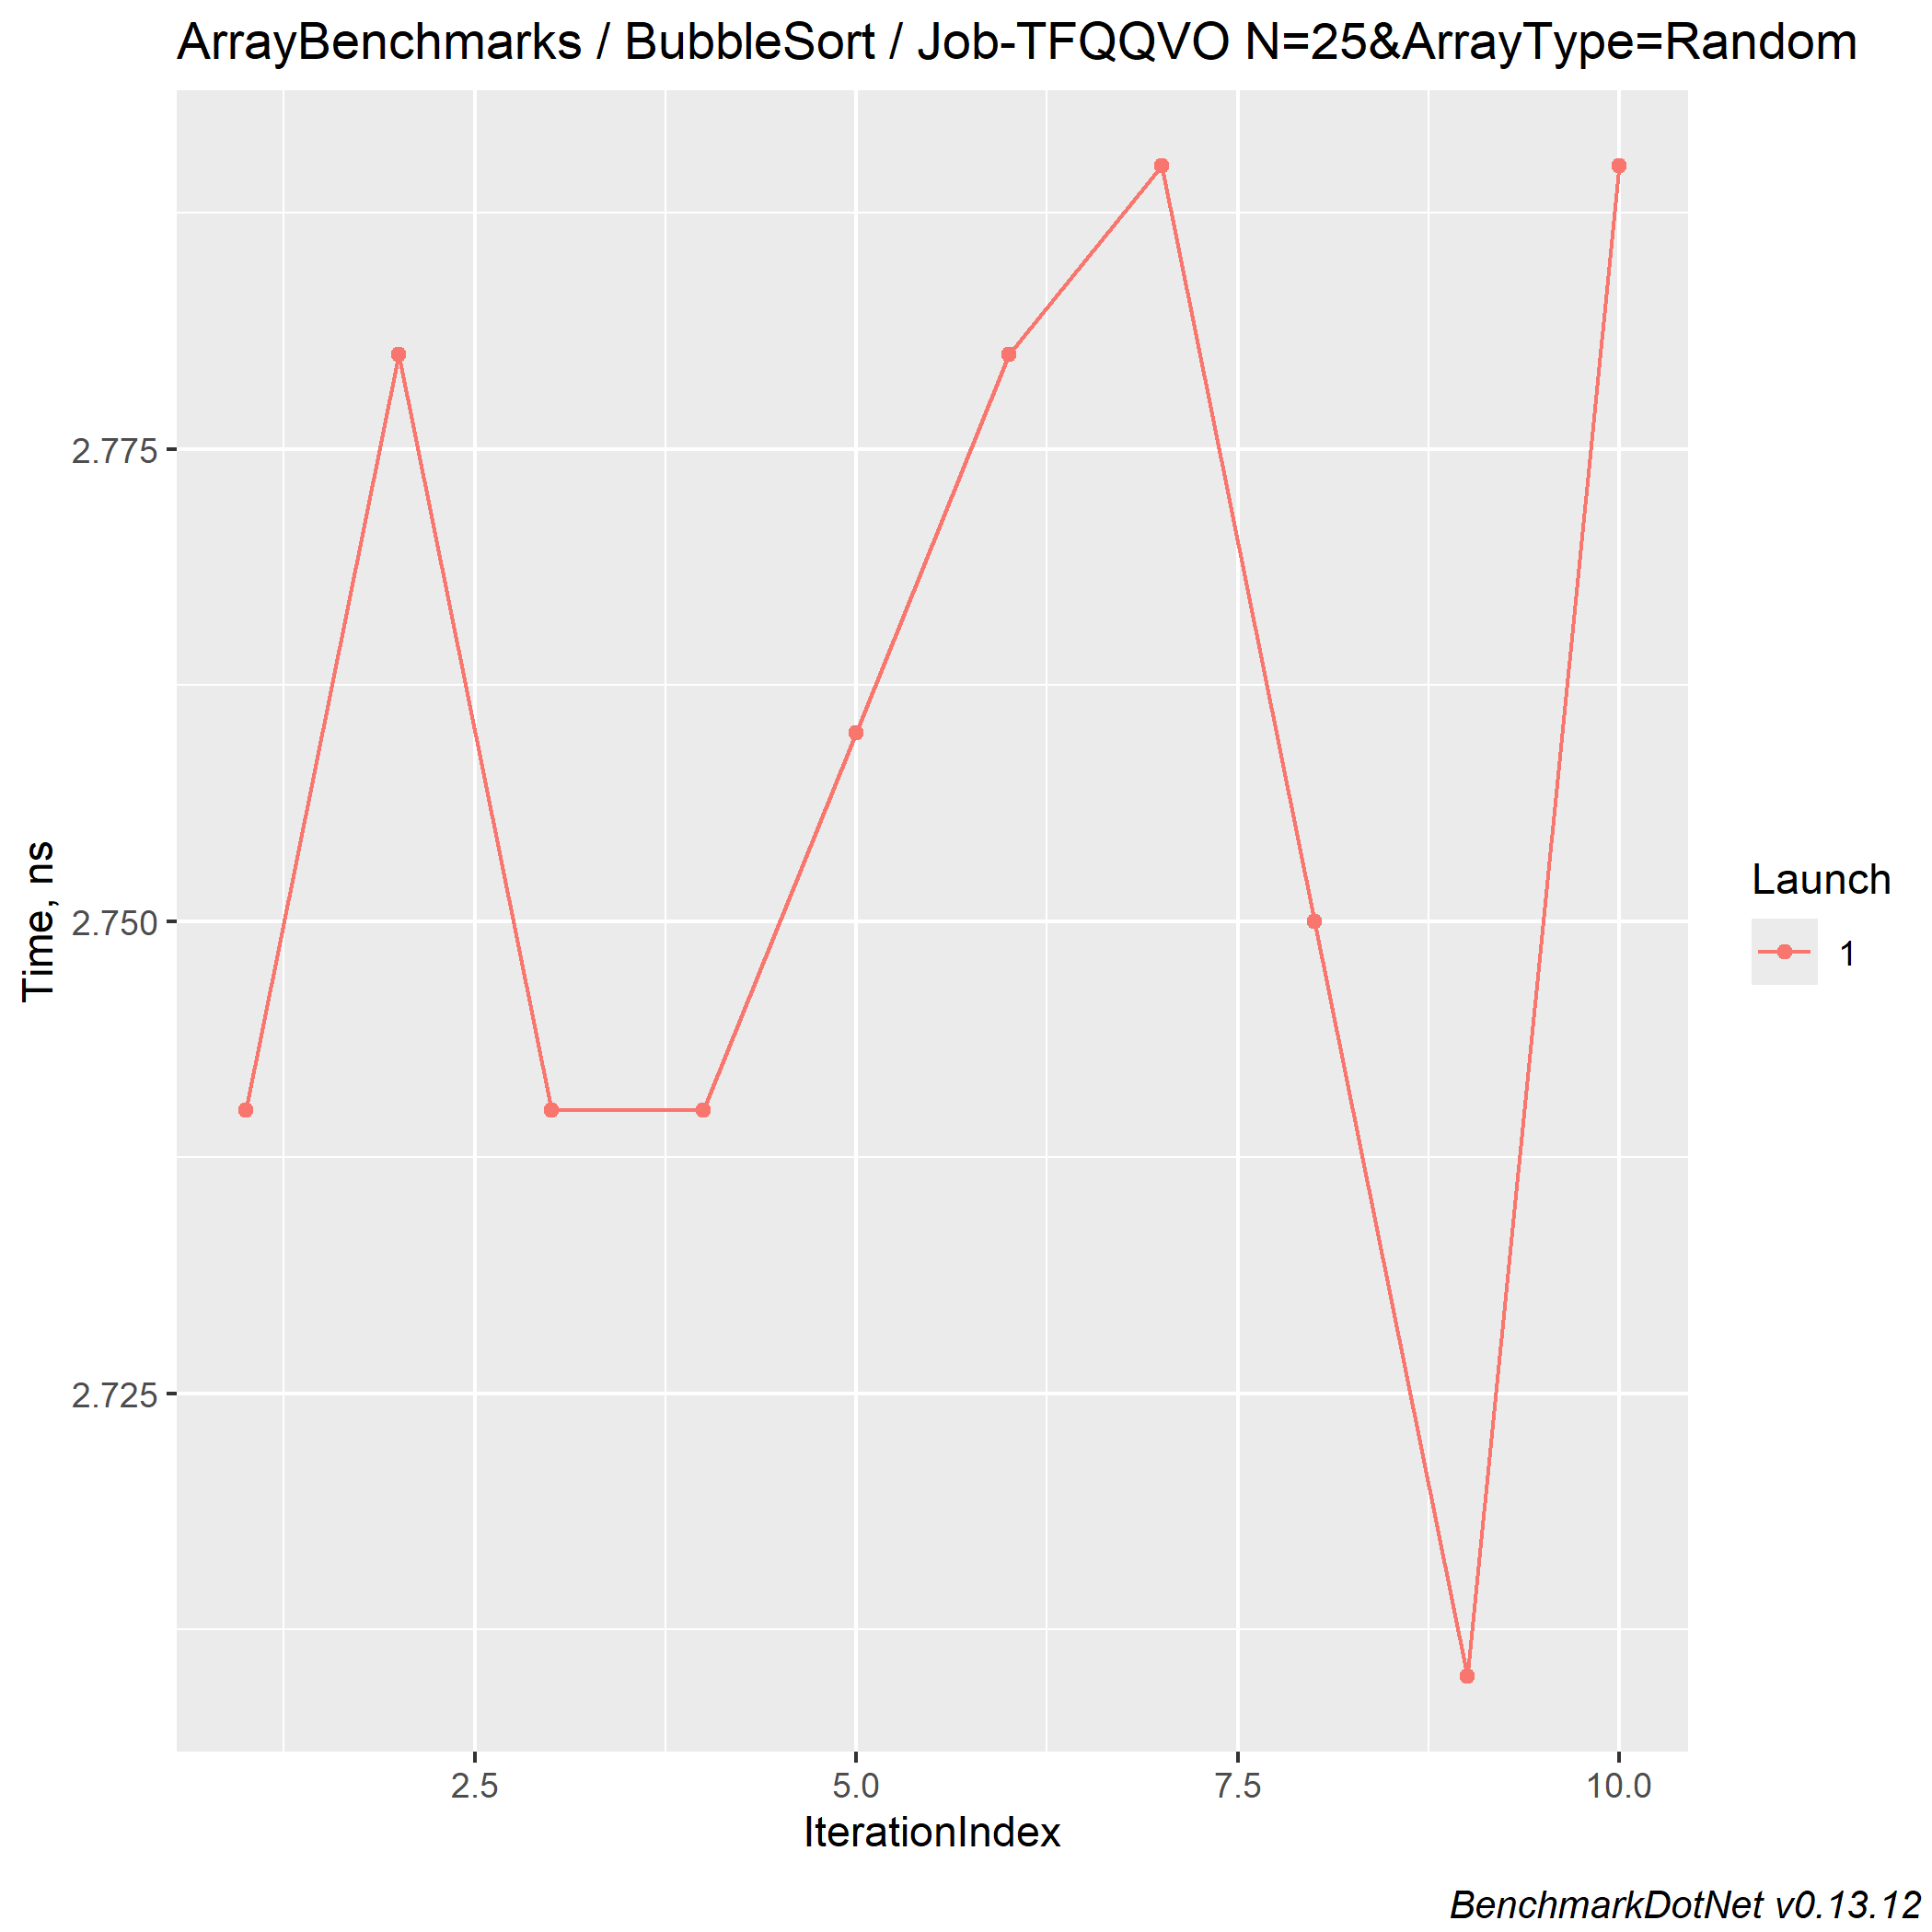 ArrayBenchmarks / BubbleSort / Job-TFQQVO N=25&ArrayType=Random
Time, ns
2.775
2.750
2.725
2.5
5.0
7.5
10.0
IterationIndex
Launch
1
BenchmarkDotNet v0.13.12